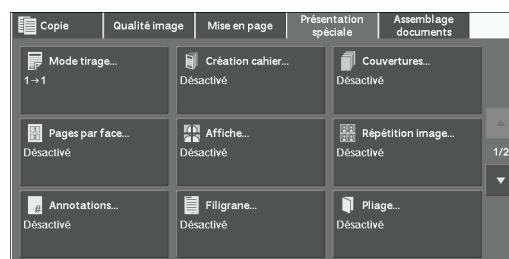 Copie
Qualité image
Mise en page
Présentation
spéciale
Assemblage
documents
Mode tirage...
1→1
Création cahier...
Désactivé
Couvertures...
Désactivé
Pages par face...
Désactivé
Affiche...
Désactivé
Répétition image...
Désactivé
1/2
Annotations...
Désactivé
Filigrane...
Désactivé
Pliage...
Désactivé